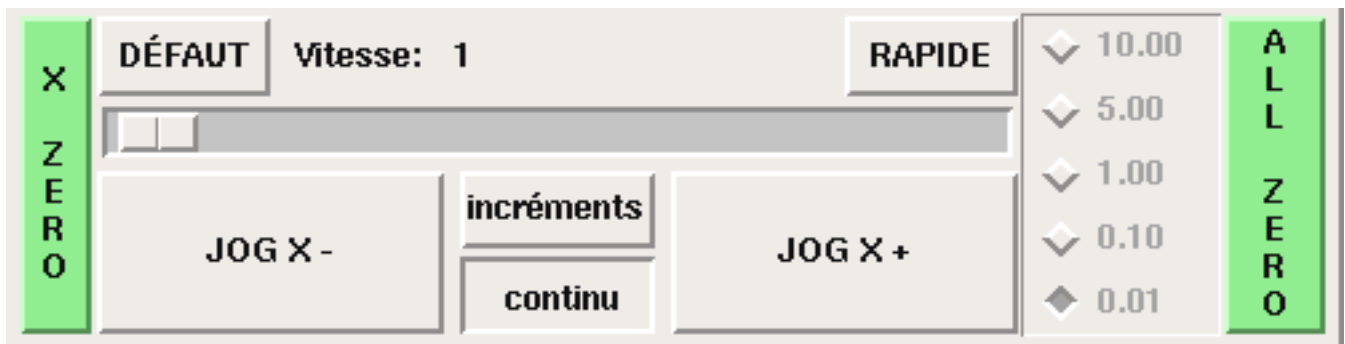 X ZERO
DÉFAUT
Vitesse: 1
RAPIDE
JOG X -
incréments
continu
JOG X +
10.00
5.00
1.00
0.10
0.01
ALL ZERO